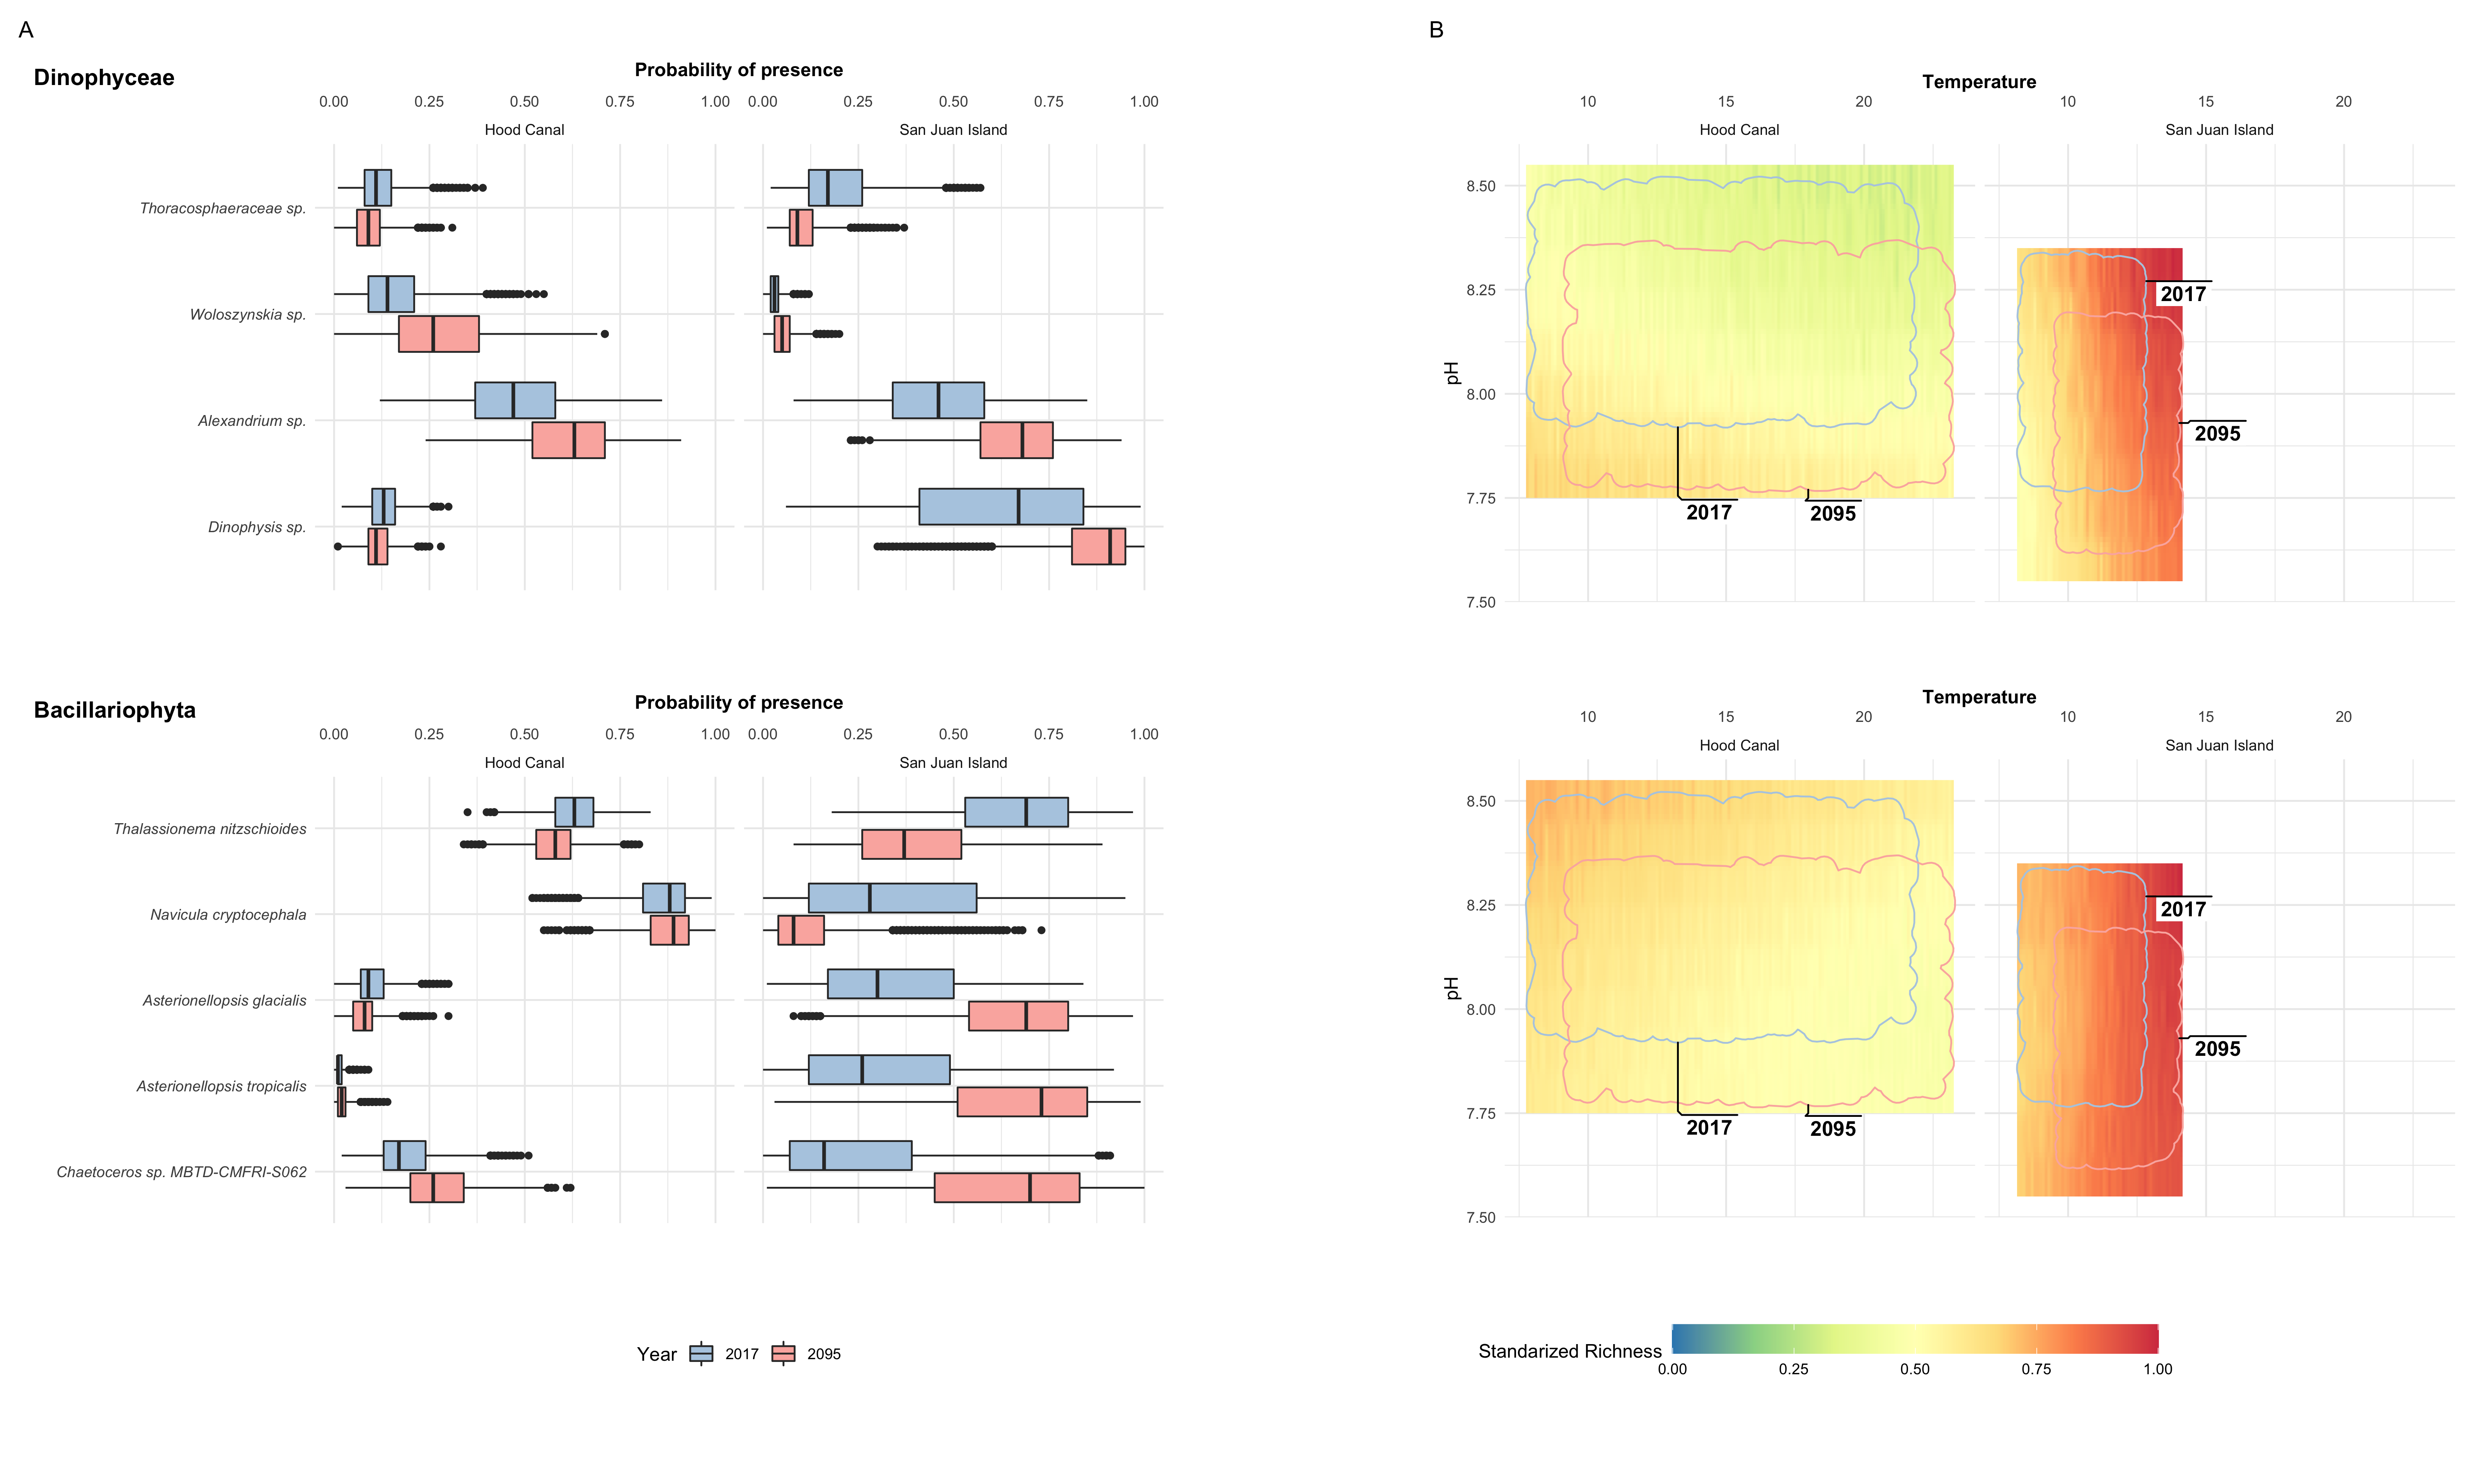 A
Dinophyceae
Probability of presence
0.00 0.25 0.50 0.75 1.00 0.00 0.25 0.50 0.75 1.00
Hood Canal San Juan Island
Thoracosphaeraceae sp.
Woloszynskia sp.
Alexandrium sp.
Dinophysis sp.
Bacillariophyta
Probability of presence
0.00 0.25 0.50 0.75 1.00 0.00 0.25 0.50 0.75 1.00
Hood Canal San Juan Island
Thalassionema nitzschioides
Navicula cryptocephala
Asterionellopsis glacialis
Asterionellopsis tropicalis
Chaetoceros sp. MBTD-CMFRI-S062
Year 2017 2095
B
Temperature
10 15 20 10 15 20
Hood Canal San Juan Island
8.50
8.25
8.00
7.75
7.50
pH
2017
2095
2017
2095
Temperature
10 15 20 10 15 20
Hood Canal San Juan Island
8.50
8.25
8.00
7.75
7.50
pH
2017
2095
2017
2095
Standarized Richness
0.00 0.25 0.50 0.75 1.00